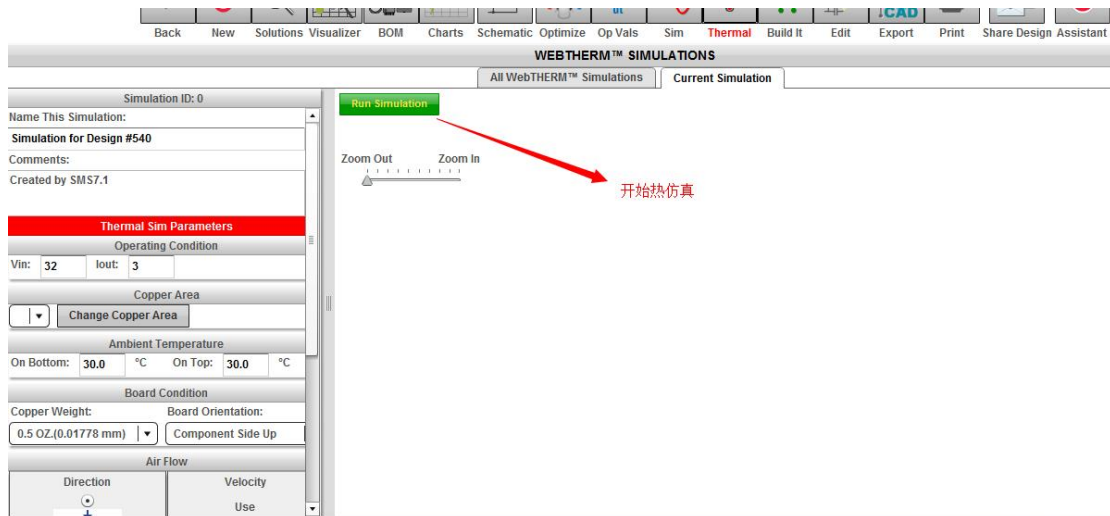 ut
iCAD
Back New Solutions Visualizer BOM Charts Schematic Optimize Op Vals Sim Thermal Build It Edit Export Print Share Design Assistant
WEBTHERM™ SIMULATIONS
All WebTHERM™ Simulations Current Simulation
Simulation ID: 0
Name This Simulation:
Simulation for Design #540
Comments:
Created by SMS7.1
Thermal Sim Parameters
Operating Condition
Vin: 32 Iout: 3
Copper Area
Change Copper Area
Ambient Temperature
On Bottom: 30.0 °C On Top: 30.0 °C
Board Condition
Copper Weight: Board Orientation:
0.5 OZ.(0.01778 mm) Component Side Up
Air Flow
Direction Velocity
Use
Run Simulation
Zoom Out Zoom In
开始热仿真